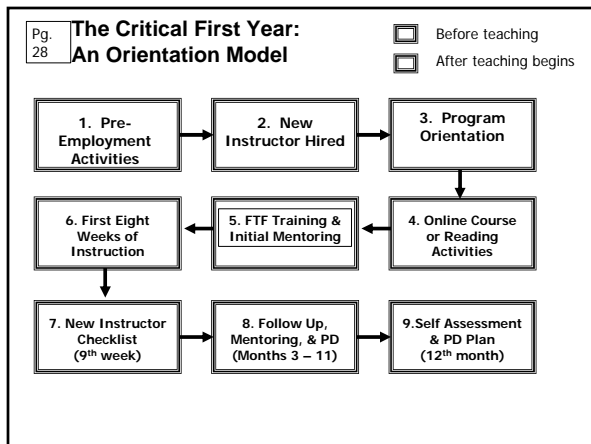 Pg.
28
The Critical First Year:
An Orientation Model
Before teaching
After teaching begins
1. Pre-
Employment
Activities
2. New
Instructor Hired
3. Program
Orientation
6. First Eight
Weeks of
Instruction
5. FTF Training &
Initial Mentoring
4. Online Course
or Reading
Activities
7. New Instructor
Checklist
(9th week)
8. Follow Up,
Mentoring, & PD
(Months 3 – 11)
9.Self Assessment
& PD Plan
(12th month)